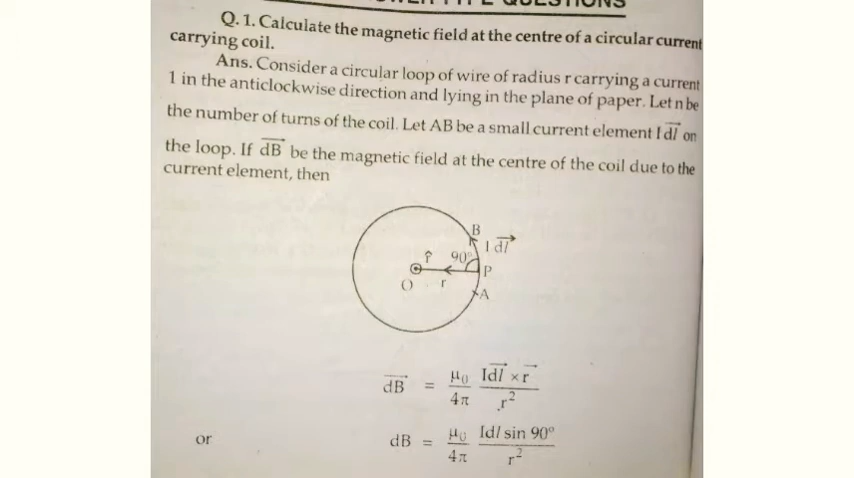 QUESTIONS
Q. 1. Calculate the magnetic field at the centre of a circular current
carrying coil.
Ans. Consider a circular loop of wire of radius r carrying a current
1 in the anticlockwise direction and lying in the plane of paper. Let n be
the number of turns of the coil. Let AB be a small current element I dl⃗ on
the loop. If dB⃗ be the magnetic field at the centre of the coil due to the
current element, then
B
I dl⃗
r̂ 90°
P
O r
A
dB⃗ = μ₀/4π Idl⃗ × r⃗/r²
or dB = μ₀/4π Idl sin 90°/r²